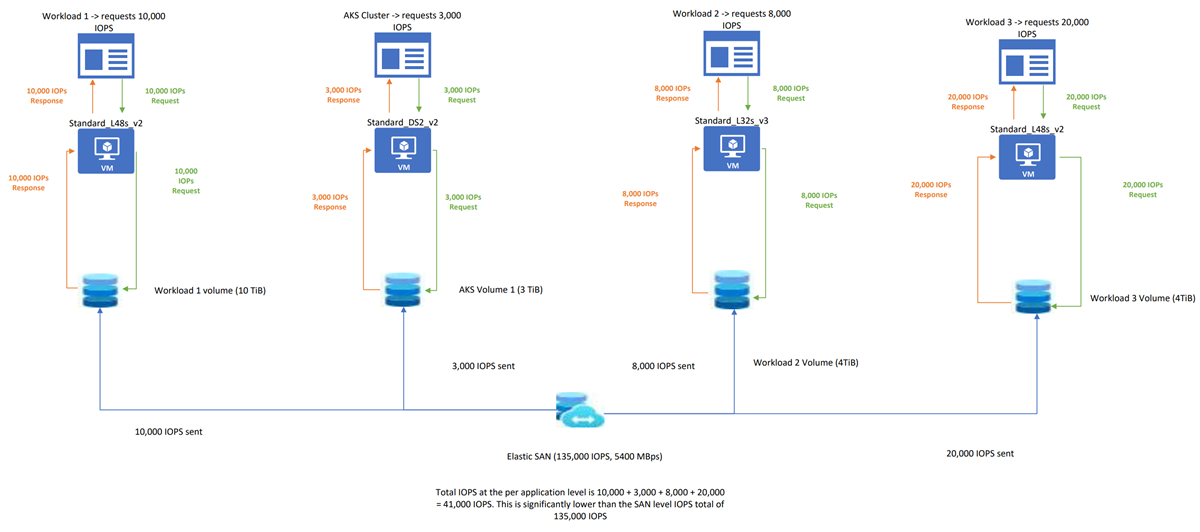 Workload 1 -> requests 10,000
IOPS
AKS Cluster -> requests 3,000
IOPS
Workload 2 -> requests 8,000
IOPS
Workload 3 -> requests 20,000
IOPS
10,000 IOPs
Response
10,000 IOPs
Request
3,000 IOPs
Response
3,000 IOPs
Request
8,000 IOPs
Response
8,000 IOPs
Request
20,000 IOPs
Response
20,000 IOPs
Request
Standard_L48s_v2
Standard_DS2_v2
Standard_L32s_v3
Standard_L48s_v2
VM
VM
VM
VM
10,000 IOPs
Response
10,000
IOPs
Request
3,000 IOPs
Response
3,000 IOPs
Request
8,000 IOPs
Response
8,000 IOPs
Request
20,000 IOPs
Response
20,000 IOPs
Request
Workload 1 volume (10 TiB)
AKS Volume 1 (3 TiB)
Workload 3 Volume (4TiB)
3,000 IOPS sent
8,000 IOPS sent
Workload 2 Volume (4TiB)
10,000 IOPS sent
20,000 IOPS sent
Elastic SAN (135,000 IOPS, 5400 MBps)
Total IOPS at the per application level is 10,000 + 3,000 + 8,000 + 20,000
= 41,000 IOPS. This is significantly lower than the SAN level IOPS total of
135,000 IOPS